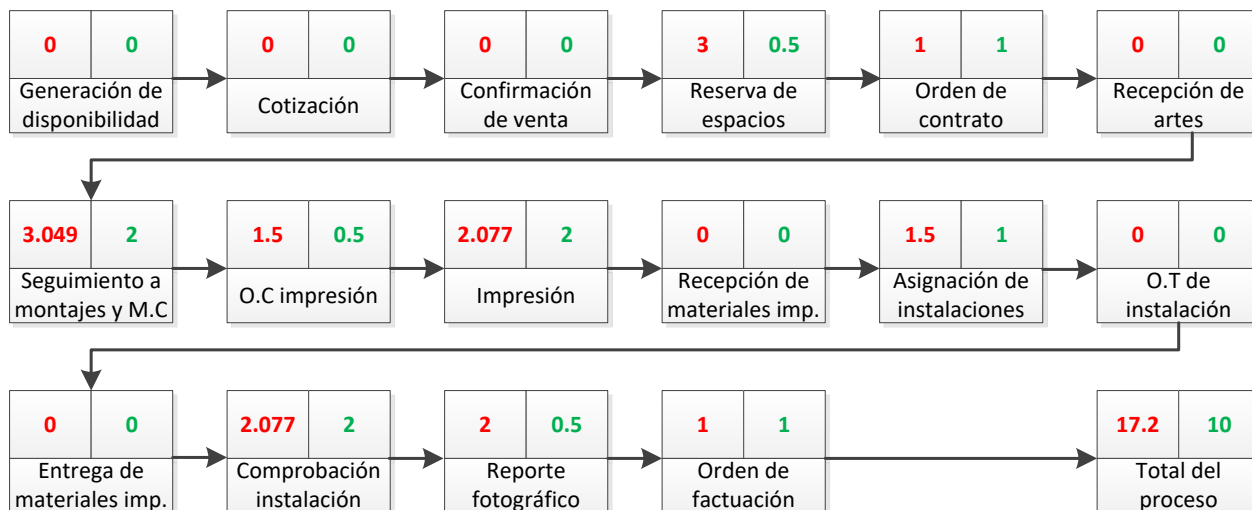 0 0
Generación de
disponibilidad
0 0
Cotización
0 0
Confirmación
de venta
3 0.5
Reserva de
espacios
1 1
Orden de
contrato
0 0
Recepción de
artes
3.049 2
Seguimiento a
montajes y M.C
1.5 0.5
O.C impresión
2.077 2
Impresión
0 0
Recepción de
materiales imp.
1.5 1
Asignación de
instalaciones
0 0
O.T de
instalación
0 0
Entrega de
materiales imp.
2.077 2
Comprobación
instalación
2 0.5
Reporte
fotográfico
1 1
Orden de
factuación
17.2 10
Total del
proceso